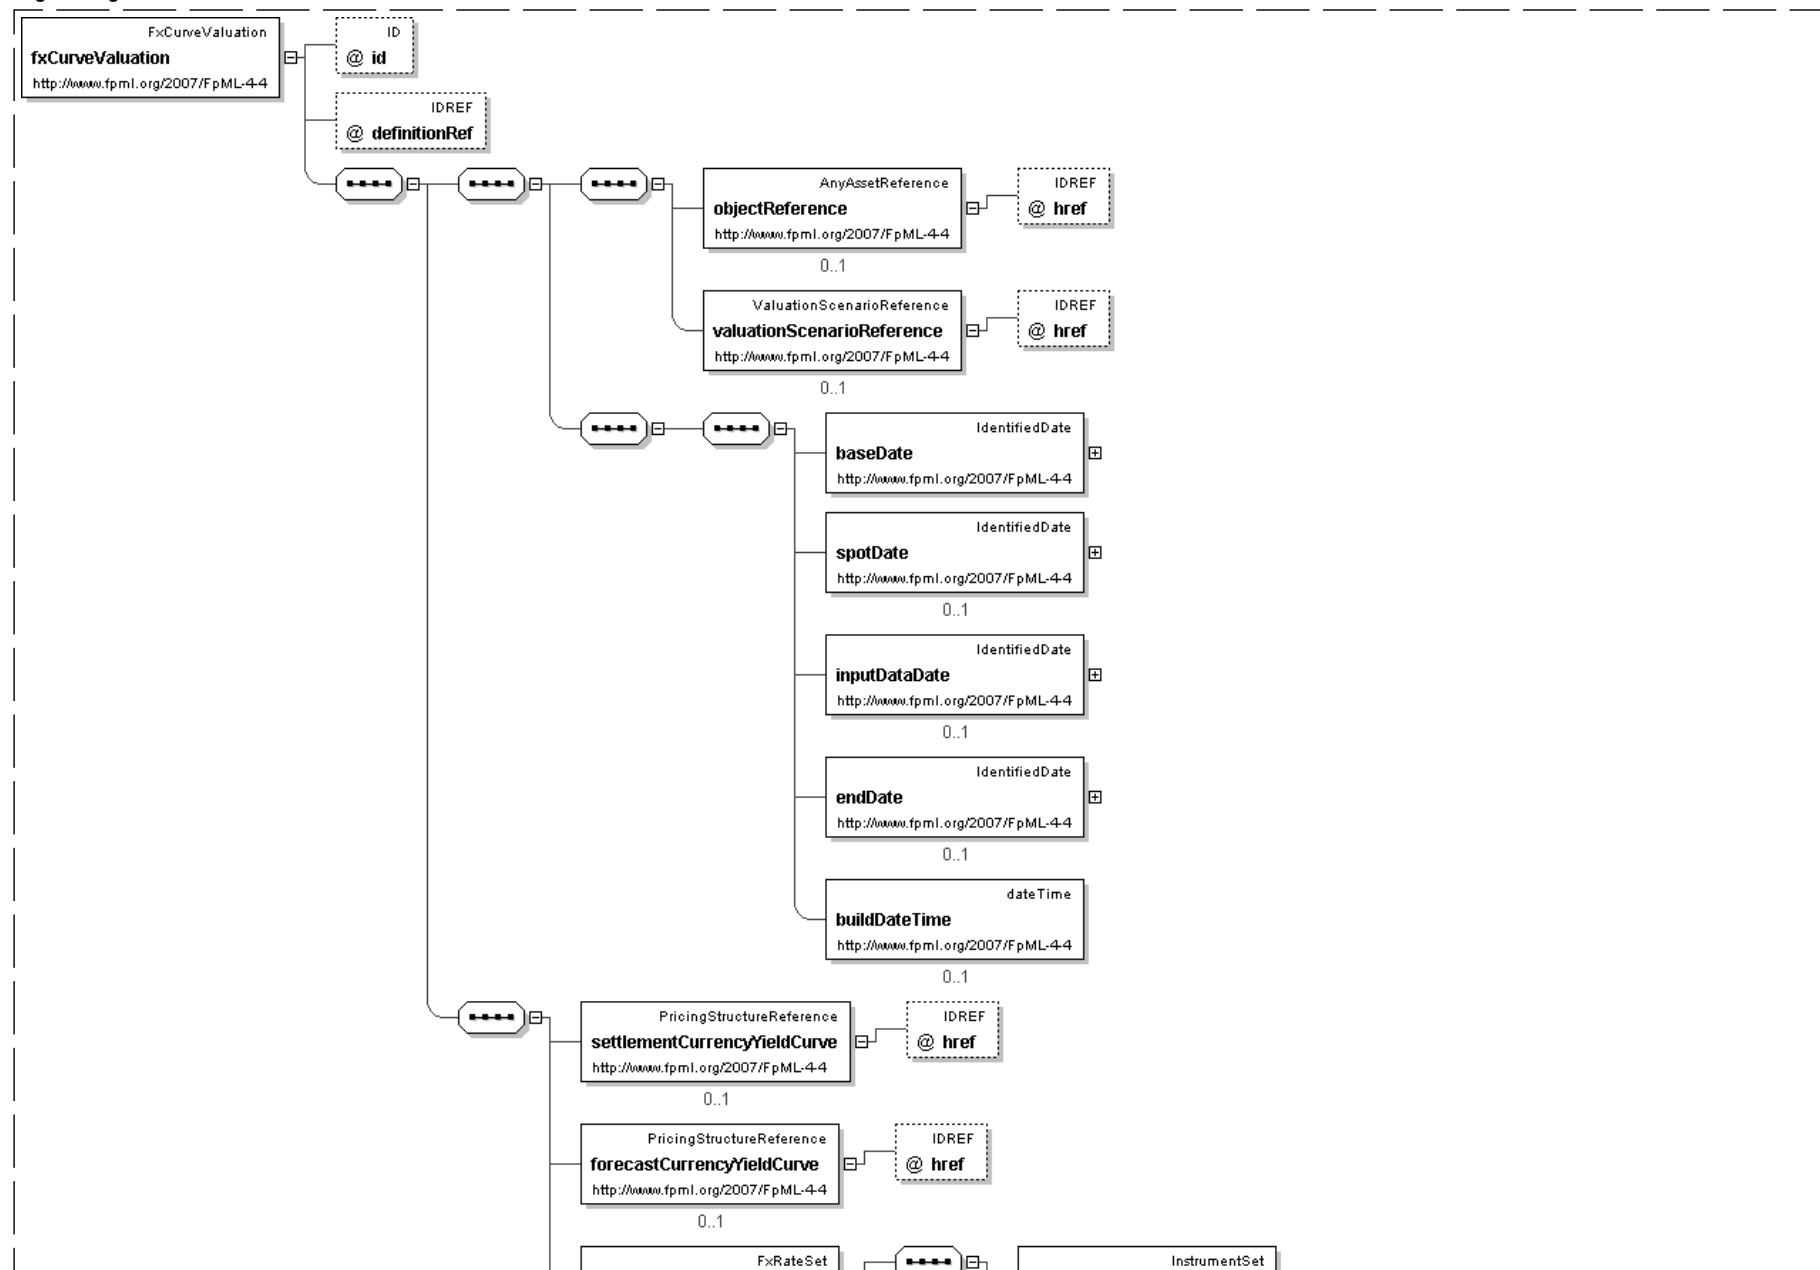 FxCurveValuation
fxCurveValuation
http://www.fpml.org/2007/FpML-4-4
ID
@ id
IDREF
@ definitionRef
AnyAssetReference
objectReference
http://www.fpml.org/2007/FpML-4-4
0..1
IDREF
@ href
ValuationScenarioReference
valuationScenarioReference
http://www.fpml.org/2007/FpML-4-4
0..1
IDREF
@ href
IdentifiedDate
baseDate
http://www.fpml.org/2007/FpML-4-4
IdentifiedDate
spotDate
http://www.fpml.org/2007/FpML-4-4
0..1
IdentifiedDate
inputDataDate
http://www.fpml.org/2007/FpML-4-4
0..1
IdentifiedDate
endDate
http://www.fpml.org/2007/FpML-4-4
0..1
dateTime
buildDateTime
http://www.fpml.org/2007/FpML-4-4
0..1
PricingStructureReference
settlementCurrencyYieldCurve
http://www.fpml.org/2007/FpML-4-4
0..1
IDREF
@ href
PricingStructureReference
forecastCurrencyYieldCurve
http://www.fpml.org/2007/FpML-4-4
0..1
IDREF
@ href
FxRateSet
InstrumentSet